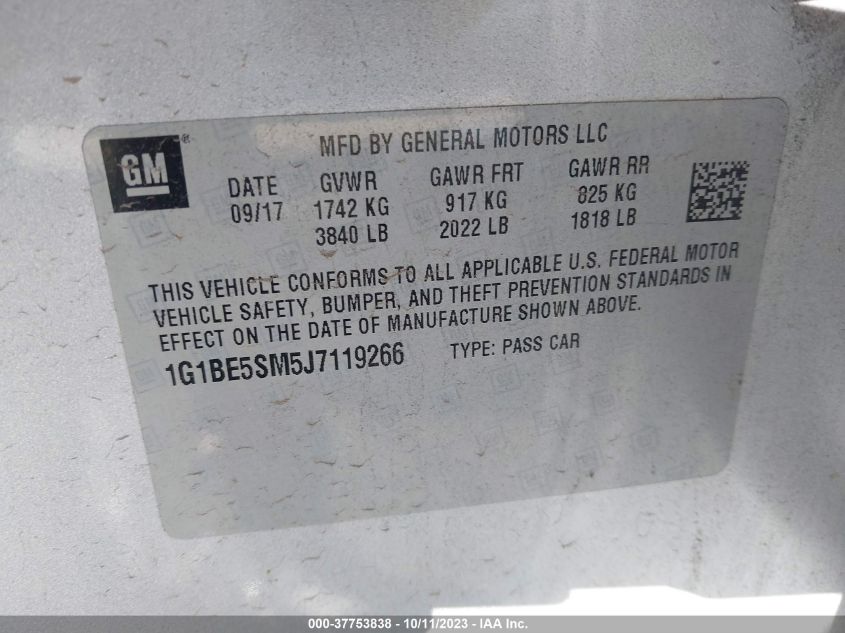 GM ®
MFD BY GENERAL MOTORS LLC
DATE GVWR GAWR FRT GAWR RR
09/17 1742 KG 917 KG 825 KG
3840 LB 2022 LB 1818 LB
THIS VEHICLE CONFORMS TO ALL APPLICABLE U.S. FEDERAL MOTOR
VEHICLE SAFETY, BUMPER, AND THEFT PREVENTION STANDARDS IN
EFFECT ON THE DATE OF MANUFACTURE SHOWN ABOVE.
1G1BE5SM5J7119266 TYPE: PASS CAR
000-37753838 - 10/11/2023 - IAA Inc.